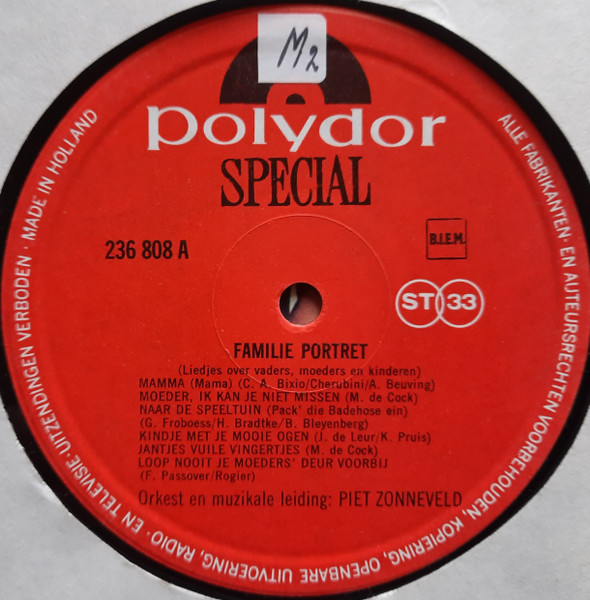 M2
polydor
SPECIAL
236 808 A
B.I.E.M.
ST 33
FAMILIE PORTRET
(Liedjes over vaders, moeders en kinderen)
MAMMA (Mama) (C. A. Bixio/Cherubini/A. Beuving)
MOEDER, IK KAN JE NIET MISSEN (M. de Cock)
NAAR DE SPEELTUIN (Pack' die Badehose ein)
(G. Froboess/H. Bradtke/B. Bleyenberg)
KINDJE MET JE MOOIE OGEN (J. de Leur/K. Pruis)
JANTJES VUILE VINGERTJES (M. de Cock)
LOOP NOOIT JE MOEDERS' DEUR VOORBIJ
(F. Passover/Rogier)
Orkest en muzikale leiding: PIET ZONNEVELD
ALLE FABRIKANTEN- EN AUTEURSRECHTEN VOORBEHOUDEN, KOPIERING, OPENBARE UITVOERING, RADIO- EN TELEVISIE-UITZENDINGEN VERBODEN · MADE IN HOLLAND